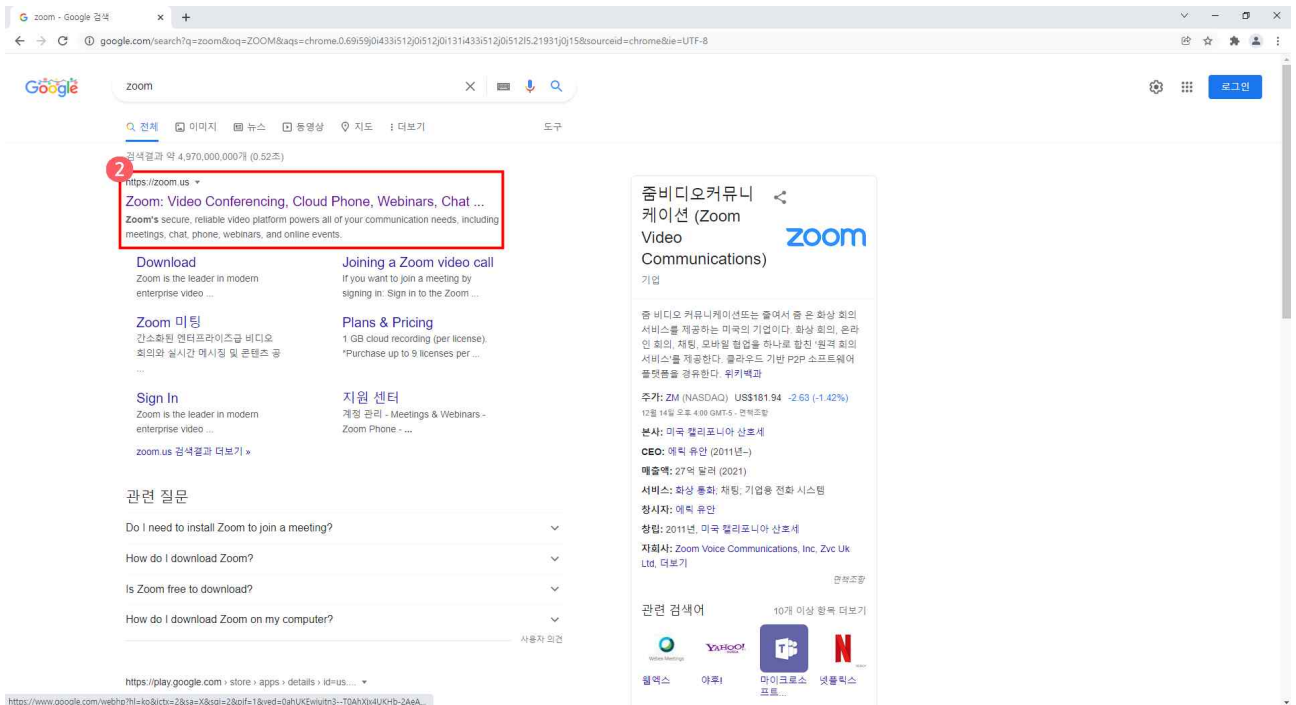 zoom - Google 검색
google.com/search?q=zoom&oq=ZOOM&aqs=chrome.0.69i59j0i433i512j0i512j0i131i433i512j0i512l5.21931j0j15&sourceid=chrome&ie=UTF-8
Google
zoom
로그인
전체
이미지
뉴스
동영상
지도
더보기
도구
검색결과 약 4,970,000,000개 (0.52초)
2
https://zoom.us
Zoom: Video Conferencing, Cloud Phone, Webinars, Chat ...
Zoom's secure, reliable video platform powers all of your communication needs, including
meetings, chat, phone, webinars, and online events.
Download
Zoom is the leader in modern
enterprise video ...
Joining a Zoom video call
If you want to join a meeting by
signing in: Sign in to the Zoom ...
Zoom 미팅
간소화된 엔터프라이즈급 비디오
회의와 실시간 메시징 및 콘텐츠 공
...
Plans & Pricing
1 GB cloud recording (per license).
*Purchase up to 9 licenses per ...
Sign In
Zoom is the leader in modern
enterprise video ...
지원 센터
계정 관리 - Meetings & Webinars -
Zoom Phone - ...
zoom.us 검색결과 더보기 »
관련 질문
Do I need to install Zoom to join a meeting?
How do I download Zoom?
Is Zoom free to download?
How do I download Zoom on my computer?
사용자 의견
https://play.google.com › store › apps › details › id=us....
줌비디오커뮤니
케이션 (Zoom
Video
Communications)
zoom
기업
줌 비디오 커뮤니케이션또는 줄여서 줌 은 화상 회의
서비스를 제공하는 미국의 기업이다. 화상 회의, 온라
인 회의, 채팅, 모바일 협업을 하나로 합친 '원격 회의
서비스'를 제공한다. 클라우드 기반 P2P 소프트웨어
플랫폼을 경유한다. 위키백과
주가: ZM (NASDAQ) US$181.94 -2.63 (-1.42%)
12월 14일 오후 4:00 GMT-5 - 면책조항
본사: 미국 캘리포니아 산호세
CEO: 에릭 유안 (2011년–)
매출액: 27억 달러 (2021)
서비스: 화상 통화, 채팅, 기업용 전화 시스템
창시자: 에릭 유안
창립: 2011년, 미국 캘리포니아 산호세
자회사: Zoom Voice Communications, Inc, Zvc Uk
Ltd, 더보기
면책조항
관련 검색어
10개 이상 항목 더보기
Webex Meetings
YAHOO!
N
웹엑스
야후!
마이크로소
프트...
넷플릭스